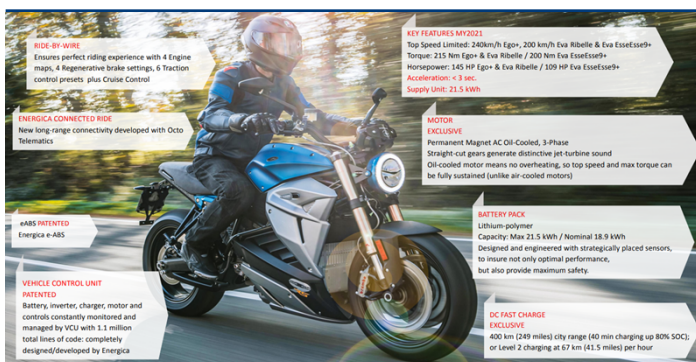 RIDE-BY-WIRE
Ensures perfect riding experience with 4 Engine
maps, 4 Regenerative brake settings, 6 Traction
control presets plus Cruise Control
ENERGICA CONNECTED RIDE
New long-range connectivity developed with Octo
Telematics
eABS PATENTED
Energica e-ABS
VEHICLE CONTROL UNIT
PATENTED
Battery, inverter, charger, motor and
controls constantly monitored and
managed by VCU with 1.1 million
total lines of code: completely
designed/developed by Energica
KEY FEATURES MY2021
Top Speed Limited: 240km/h Ego+, 200 km/h Eva Ribelle & Eva EsseEsse9+
Torque: 215 Nm Ego+ & Eva Ribelle / 200 Nm Eva EsseEsse9+
Horsepower: 145 HP Ego+ & Eva Ribelle / 109 HP Eva EsseEsse9+
Acceleration: < 3 sec.
Supply Unit: 21.5 kWh
MOTOR
EXCLUSIVE
Permanent Magnet AC Oil-Cooled, 3-Phase
Straight-cut gears generate distinctive jet-turbine sound
Oil-cooled motor means no overheating, so top speed and max torque can
be fully sustained (unlike air-cooled motors)
BATTERY PACK
Lithium-polymer
Capacity: Max 21.5 kWh / Nominal 18.9 kWh
Designed and engineered with strategically placed sensors,
to insure not only optimal performance,
but also provide maximum safety.
DC FAST CHARGE
EXCLUSIVE
400 km (249 miles) city range (40 min charging up 80% SOC)
or Level 2 charging at 67 km (41.5 miles) per hour